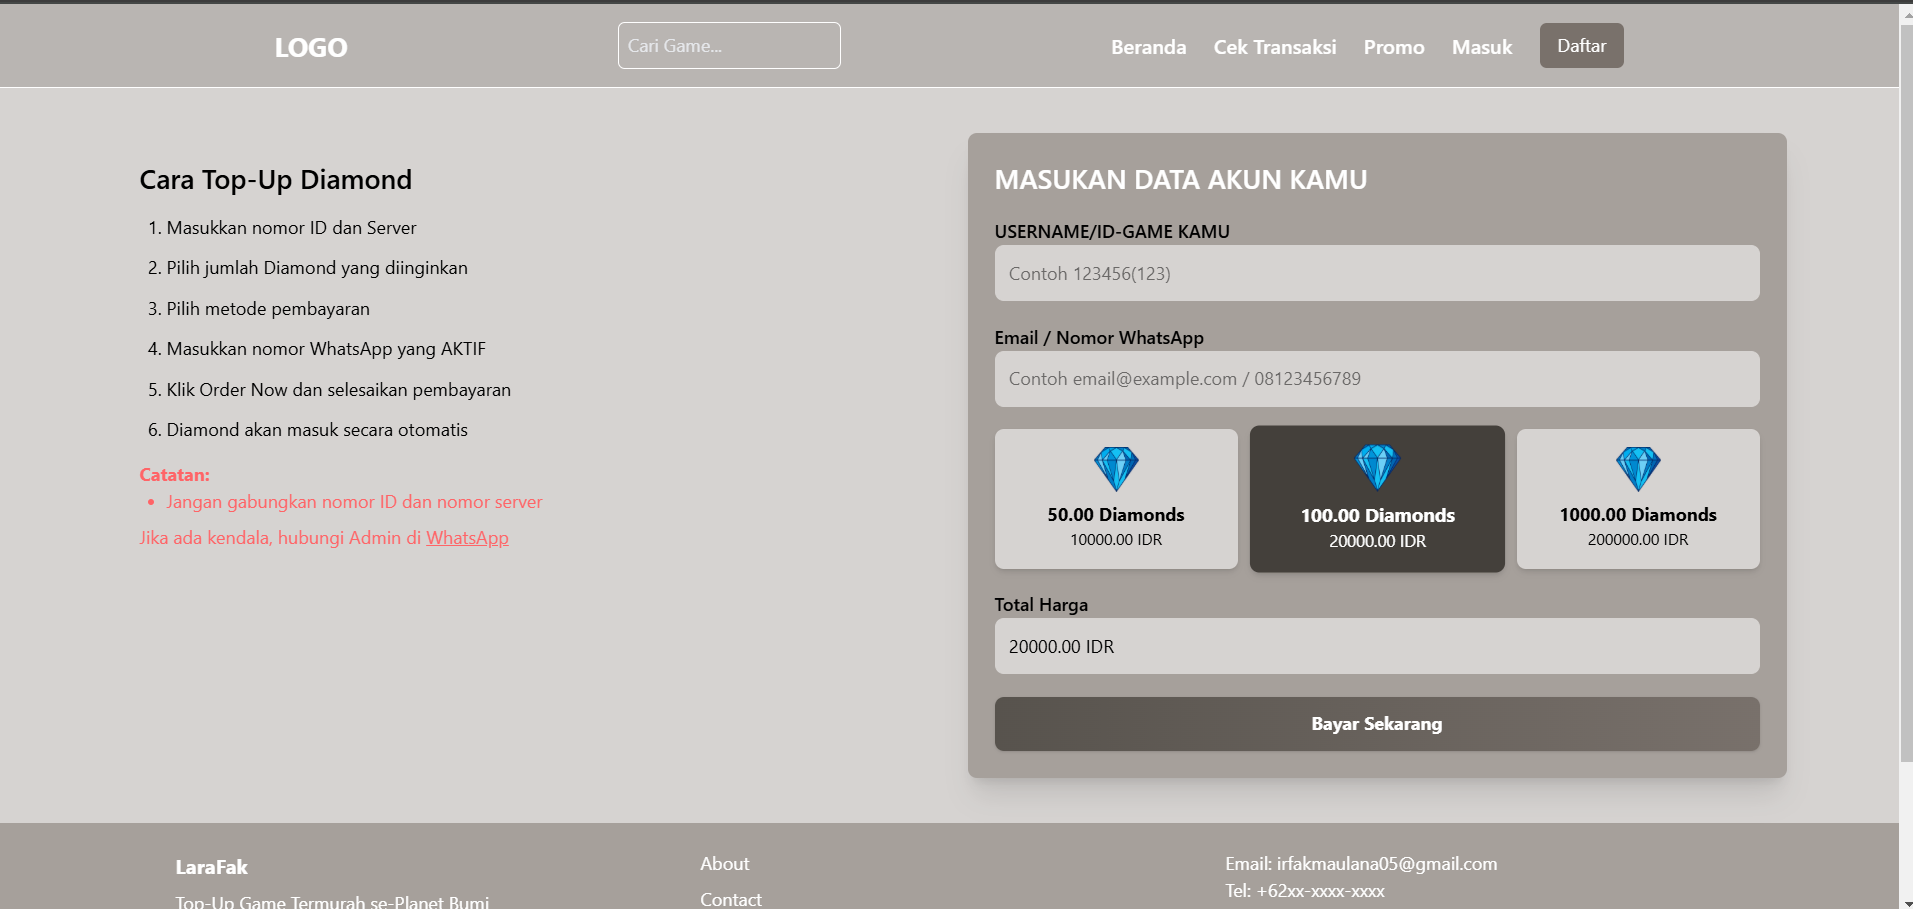 LOGO
Cari Game...
Beranda
Cek Transaksi
Promo
Masuk
Daftar
Cara Top-Up Diamond
1. Masukkan nomor ID dan Server
2. Pilih jumlah Diamond yang diinginkan
3. Pilih metode pembayaran
4. Masukkan nomor WhatsApp yang AKTIF
5. Klik Order Now dan selesaikan pembayaran
6. Diamond akan masuk secara otomatis
Catatan:
• Jangan gabungkan nomor ID dan nomor server
Jika ada kendala, hubungi Admin di WhatsApp
MASUKAN DATA AKUN KAMU
USERNAME/ID-GAME KAMU
Contoh 123456(123)
Email / Nomor WhatsApp
Contoh email@example.com / 08123456789
50.00 Diamonds
10000.00 IDR
100.00 Diamonds
20000.00 IDR
1000.00 Diamonds
200000.00 IDR
Total Harga
20000.00 IDR
Bayar Sekarang
LaraFak
Top-Up Game Termurah se-Planet Bumi
About
Contact
Email: irfakmaulana05@gmail.com
Tel: +62xx-xxxx-xxxx